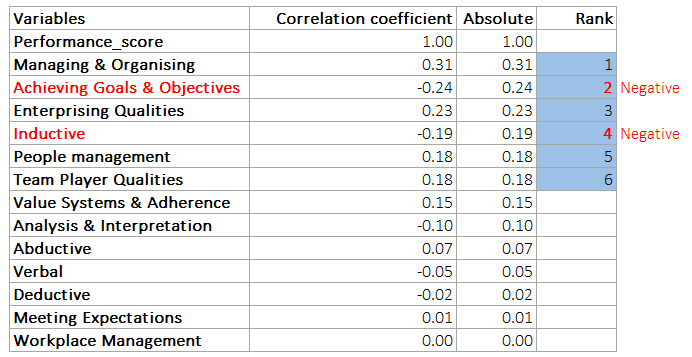 Variables Correlation coefficient Absolute Rank
Performance_score 1.00 1.00
Managing & Organising 0.31 0.31 1
Achieving Goals & Objectives -0.24 0.24 2 Negative
Enterprising Qualities 0.23 0.23 3
Inductive -0.19 0.19 4 Negative
People management 0.18 0.18 5
Team Player Qualities 0.18 0.18 6
Value Systems & Adherence 0.15 0.15
Analysis & Interpretation -0.10 0.10
Abductive 0.07 0.07
Verbal -0.05 0.05
Deductive -0.02 0.02
Meeting Expectations 0.01 0.01
Workplace Management 0.00 0.00